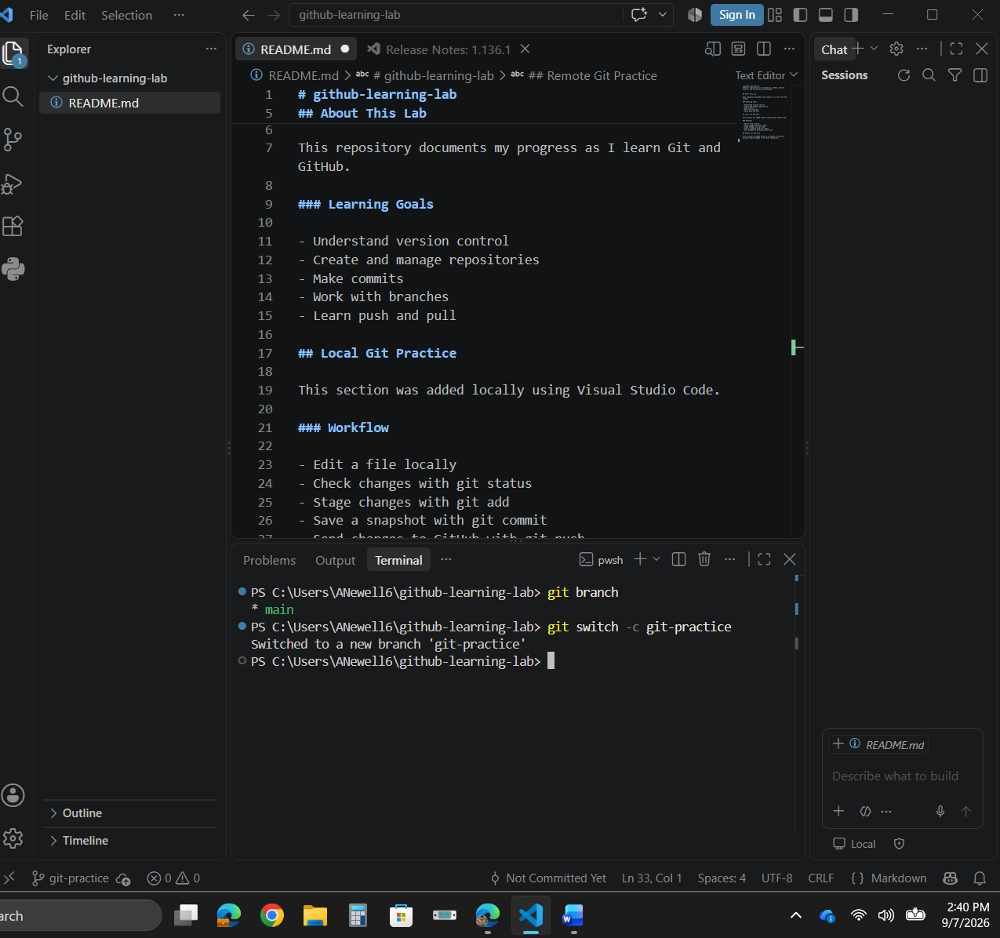 File Edit Selection ···
github-learning-lab
Sign In
Explorer ···
github-learning-lab
README.md
1
README.md
Release Notes: 1.136.1
README.md > # github-learning-lab > ## Remote Git Practice
Text Editor
1 # github-learning-lab
5 ## About This Lab
6
7 This repository documents my progress as I learn Git and
GitHub.
8
9 ### Learning Goals
10
11 - Understand version control
12 - Create and manage repositories
13 - Make commits
14 - Work with branches
15 - Learn push and pull
16
17 ## Local Git Practice
18
19 This section was added locally using Visual Studio Code.
20
21 ### Workflow
22
23 - Edit a file locally
24 - Check changes with git status
25 - Stage changes with git add
26 - Save a snapshot with git commit
27 - Send changes to GitHub with git push
Problems Output Terminal ···
pwsh
PS C:\Users\ANewell6\github-learning-lab> git branch
* main
PS C:\Users\ANewell6\github-learning-lab> git switch -c git-practice
Switched to a new branch 'git-practice'
PS C:\Users\ANewell6\github-learning-lab>
Chat
Sessions
README.md
Describe what to build
Local
Outline
Timeline
git-practice
0 0
Not Committed Yet
Ln 33, Col 1
Spaces: 4
UTF-8
CRLF
{ } Markdown
arch
2:40 PM
9/7/2026